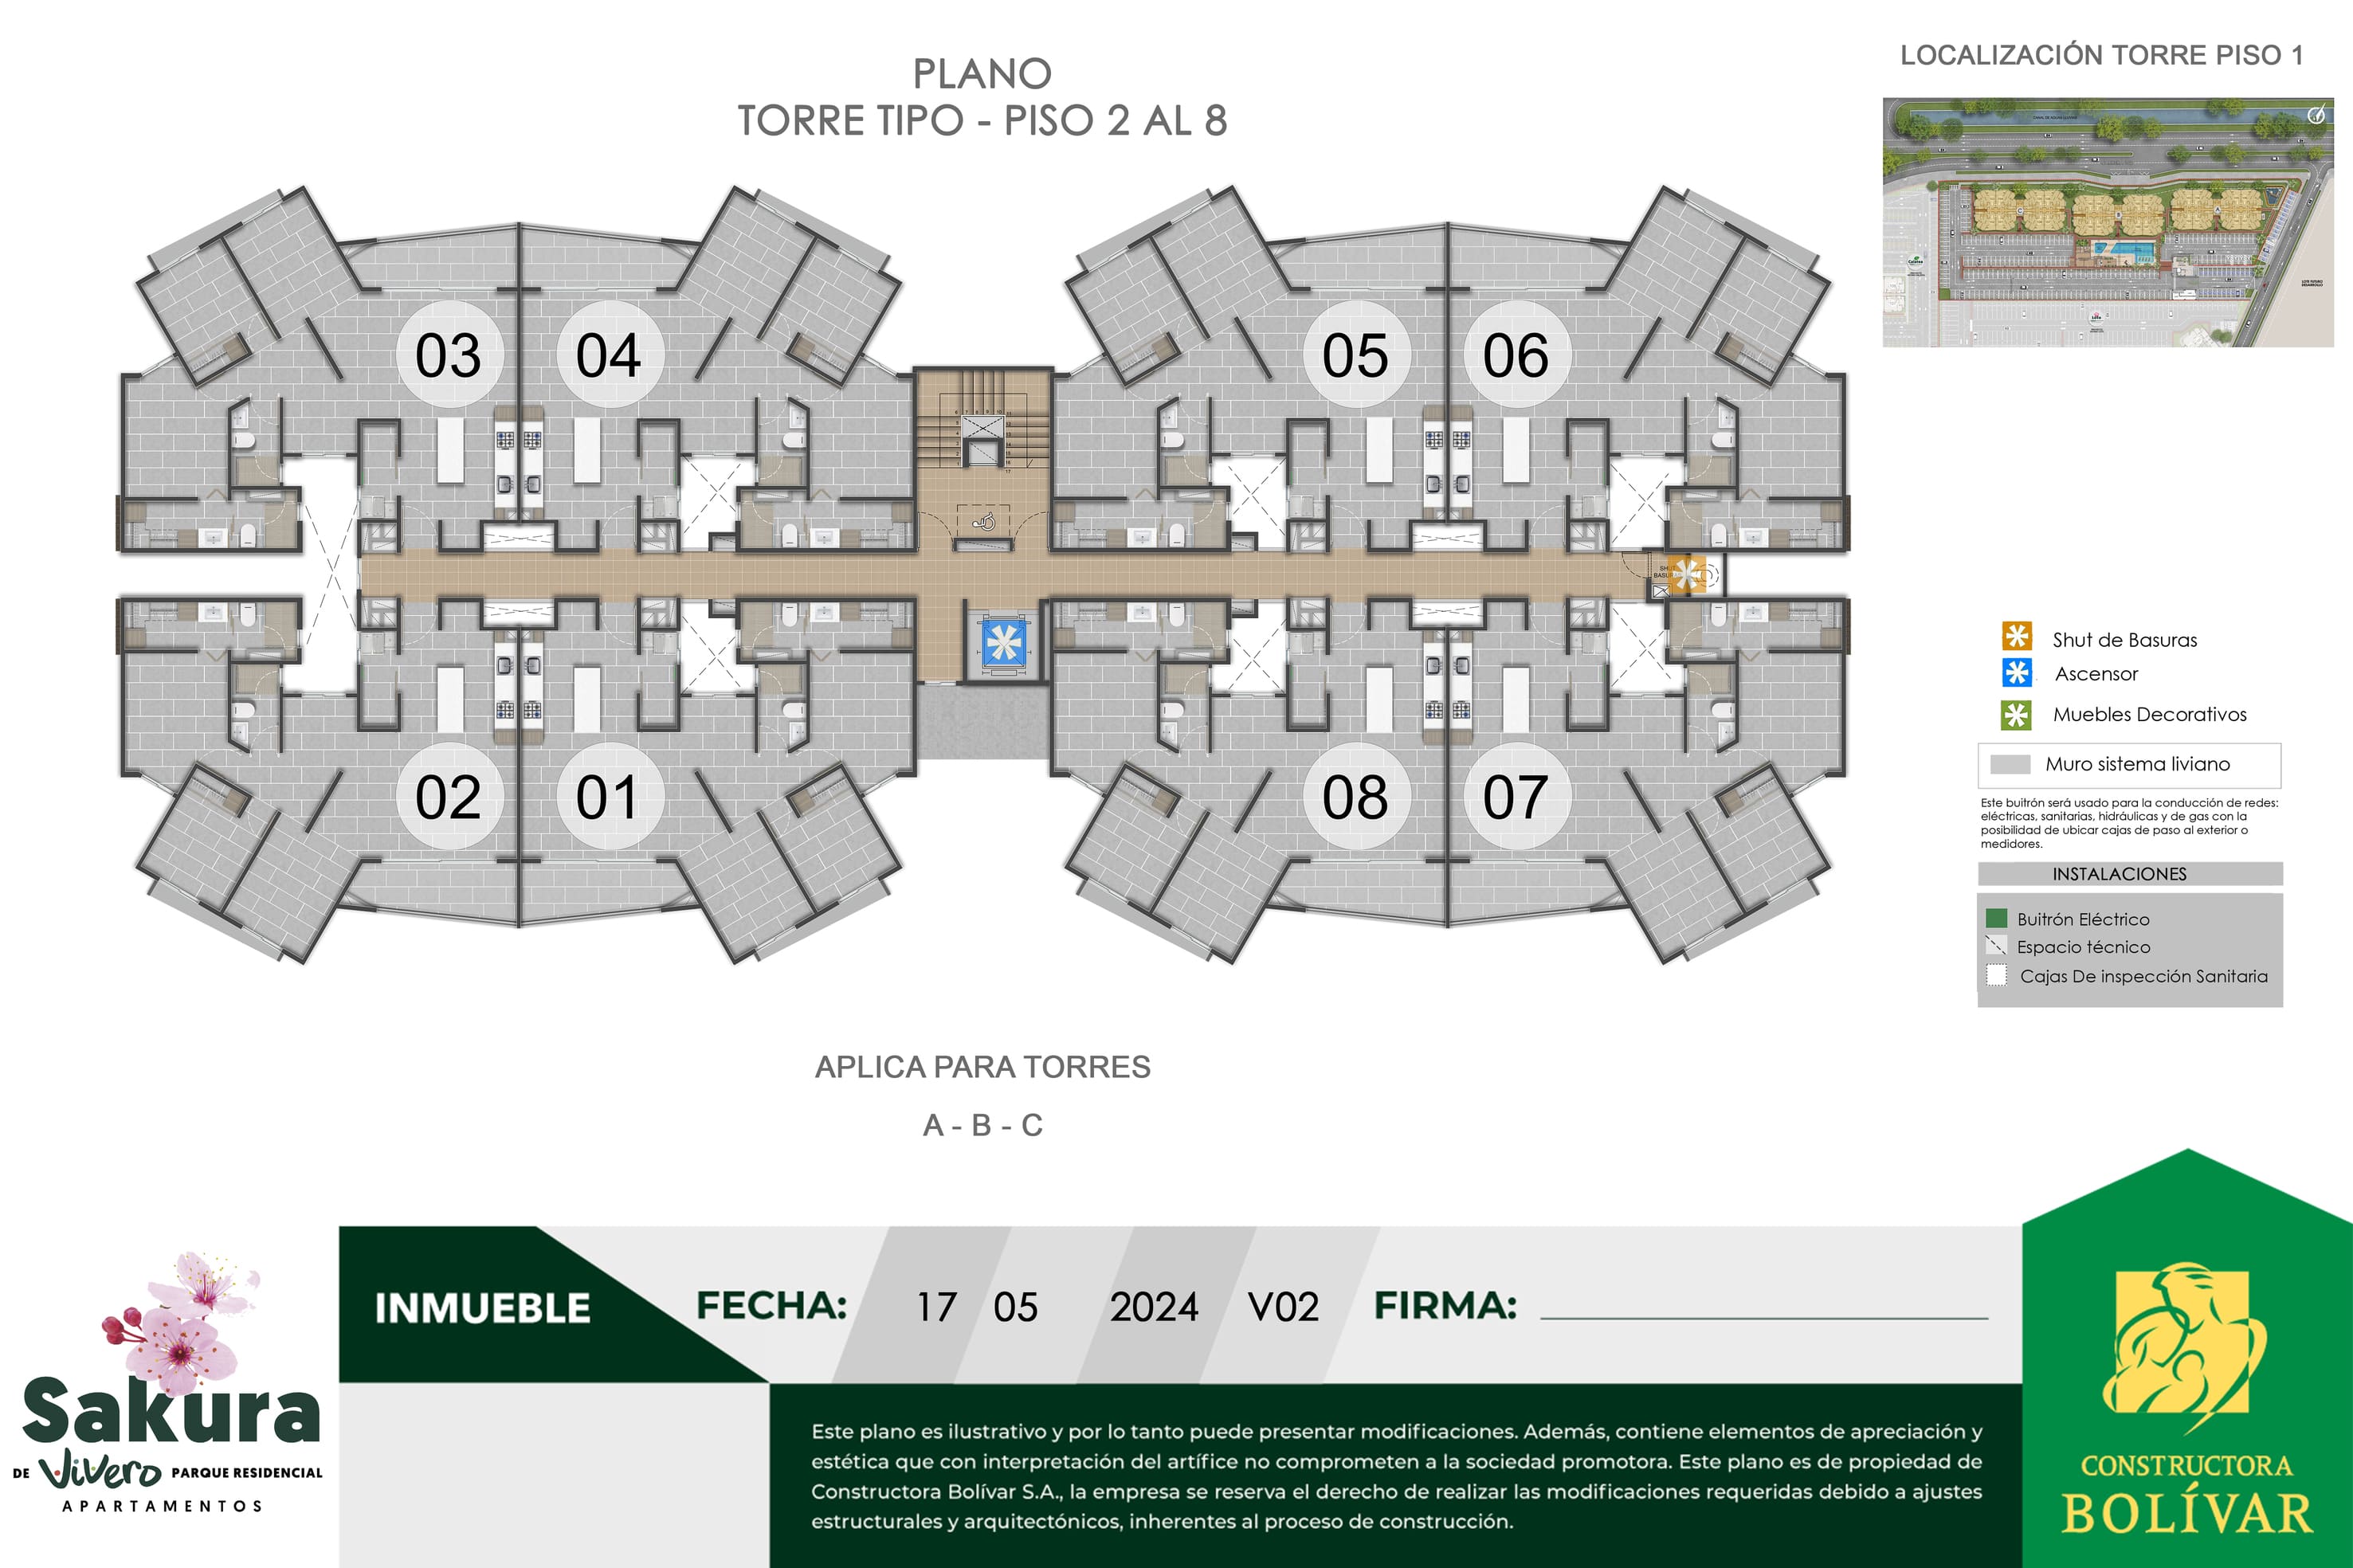 PLANO
TORRE TIPO - PISO 2 AL 8
LOCALIZACIÓN TORRE PISO 1
03
04
05
06
02
01
08
07
Shut de Basuras
Ascensor
Muebles Decorativos
Muro sistema liviano
Este buitrón será usado para la conducción de redes:
eléctricas, sanitarias, hidráulicas y de gas con la
posibilidad de ubicar cajas de paso al exterior o
medidores.
INSTALACIONES
Buitrón Eléctrico
Espacio técnico
Cajas De inspección Sanitaria
APLICA PARA TORRES
A - B - C
INMUEBLE
FECHA: 17 05 2024 V02 FIRMA:
Sakura
DE Vivero PARQUE RESIDENCIAL
APARTAMENTOS
Este plano es ilustrativo y por lo tanto puede presentar modificaciones. Además, contiene elementos de apreciación y
estética que con interpretación del artífice no comprometen a la sociedad promotora. Este plano es de propiedad de
Constructora Bolívar S.A., la empresa se reserva el derecho de realizar las modificaciones requeridas debido a ajustes
estructurales y arquitectónicos, inherentes al proceso de construcción.
CONSTRUCTORA
BOLÍVAR